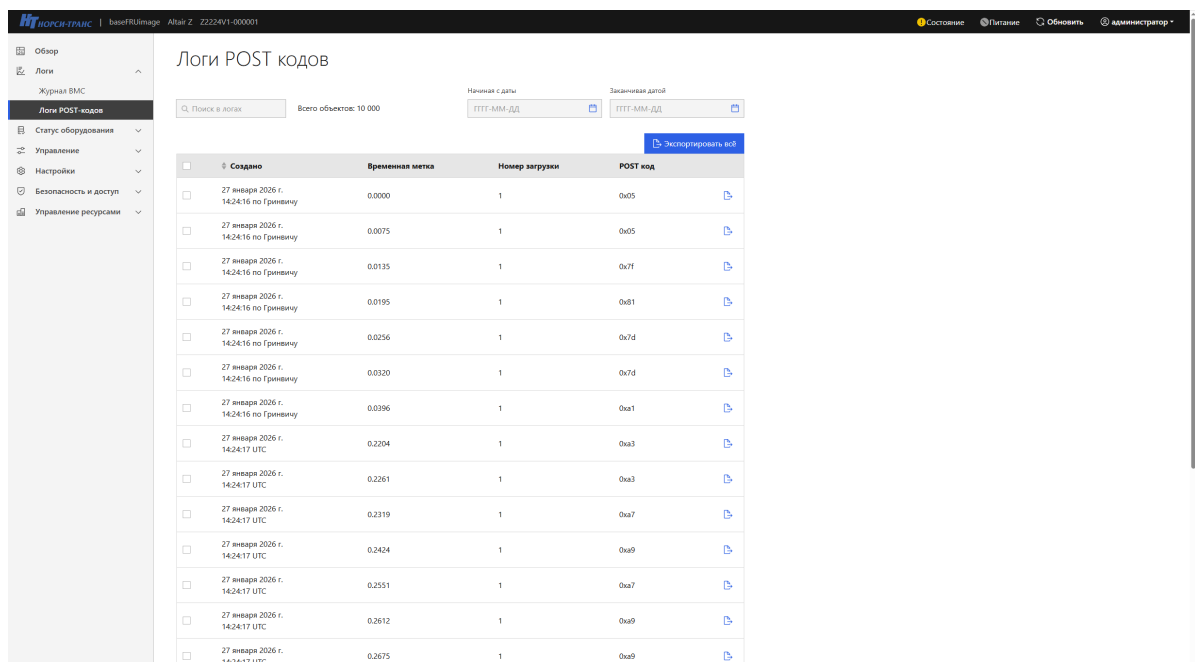 НТ НОРСИ-ТРАНС | baseFRUimage Altair Z Z2224V1-000001 Состояние Питание Обновить администратор
Обзор
Логи
Журнал BMC
Логи POST-кодов
Статус оборудования
Управление
Настройки
Безопасность и доступ
Управление ресурсами
Логи POST кодов
Начиная с даты Заканчивая датой
Поиск в логах Всего объектов: 10 000 ГГГГ-ММ-ДД ГГГГ-ММ-ДД
Экспортировать всё
Создано Временная метка Номер загрузки POST код
27 января 2026 г.
14:24:16 по Гринвичу 0.0000 1 0x05
27 января 2026 г.
14:24:16 по Гринвичу 0.0075 1 0x05
27 января 2026 г.
14:24:16 по Гринвичу 0.0135 1 0x7f
27 января 2026 г.
14:24:16 по Гринвичу 0.0195 1 0x81
27 января 2026 г.
14:24:16 по Гринвичу 0.0256 1 0x7d
27 января 2026 г.
14:24:16 по Гринвичу 0.0320 1 0x7d
27 января 2026 г.
14:24:16 по Гринвичу 0.0396 1 0xa1
27 января 2026 г.
14:24:17 UTC 0.2204 1 0xa3
27 января 2026 г.
14:24:17 UTC 0.2261 1 0xa3
27 января 2026 г.
14:24:17 UTC 0.2319 1 0xa7
27 января 2026 г.
14:24:17 UTC 0.2424 1 0xa9
27 января 2026 г.
14:24:17 UTC 0.2551 1 0xa7
27 января 2026 г.
14:24:17 UTC 0.2612 1 0xa9
27 января 2026 г.
14:24:17 UTC 0.2675 1 0xa9